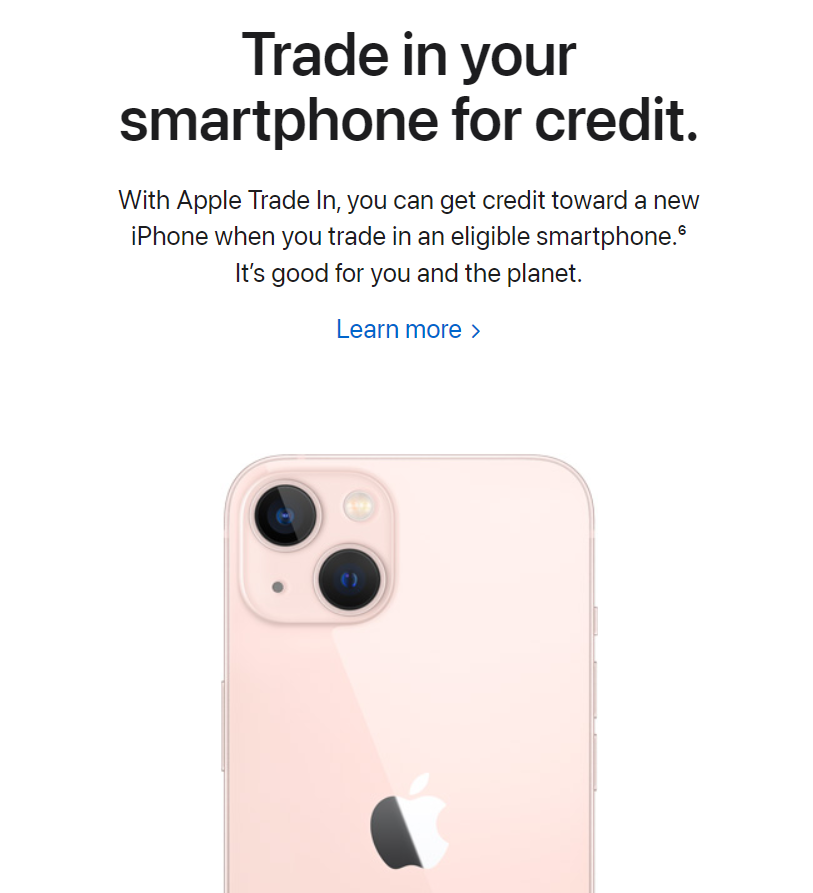 Trade in your
smartphone for credit.
With Apple Trade In, you can get credit toward a new
iPhone when you trade in an eligible smartphone.⁶
It’s good for you and the planet.
Learn more >